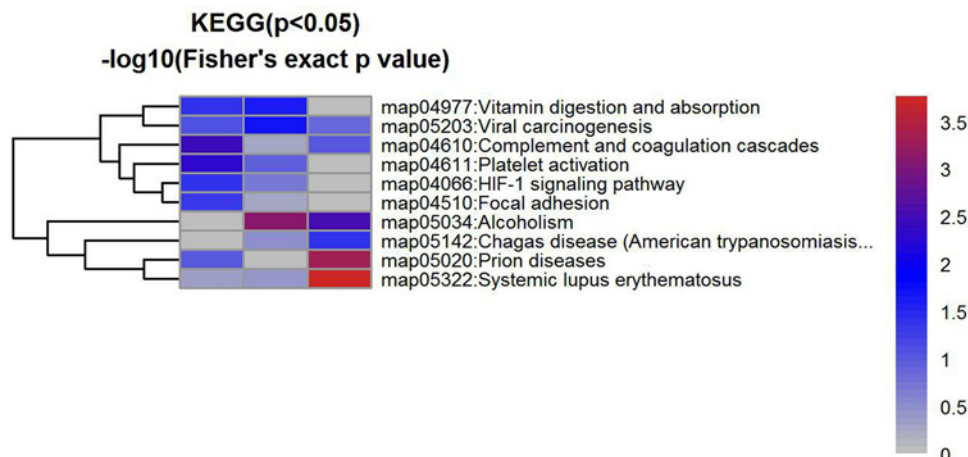 KEGG(p<0.05)
-log10(Fisher's exact p value)
map04977:Vitamin digestion and absorption
map05203:Viral carcinogenesis
map04610:Complement and coagulation cascades
map04611:Platelet activation
map04066:HIF-1 signaling pathway
map04510:Focal adhesion
map05034:Alcoholism
map05142:Chagas disease (American trypanosomiasis...
map05020:Prion diseases
map05322:Systemic lupus erythematosus
3.5
3
2.5
2
1.5
1
0.5
0